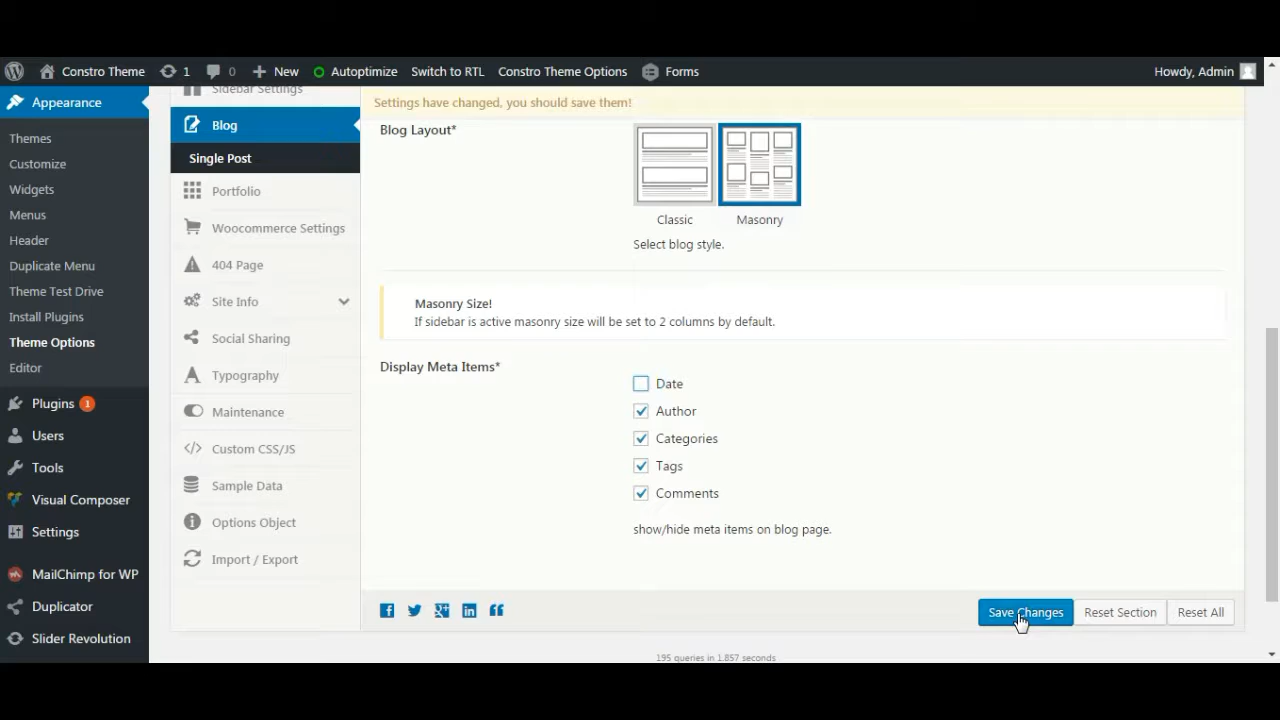 Constro Theme
1
0
New
Autoptimize
Switch to RTL
Constro Theme Options
Forms
Howdy, Admin
Appearance
Themes
Customize
Widgets
Menus
Header
Duplicate Menu
Theme Test Drive
Install Plugins
Theme Options
Editor
Plugins 1
Users
Tools
Visual Composer
Settings
MailChimp for WP
Duplicator
Slider Revolution
Sidebar Settings
Blog
Single Post
Portfolio
Woocommerce Settings
404 Page
Site Info
Social Sharing
Typography
Maintenance
Custom CSS/JS
Sample Data
Options Object
Import / Export
Settings have changed, you should save them!
Blog Layout*
Classic
Masonry
Select blog style.
Masonry Size!
If sidebar is active masonry size will be set to 2 columns by default.
Display Meta Items*
Date
Author
Categories
Tags
Comments
show/hide meta items on blog page.
Save Changes
Reset Section
Reset All
195 queries in 1.857 seconds